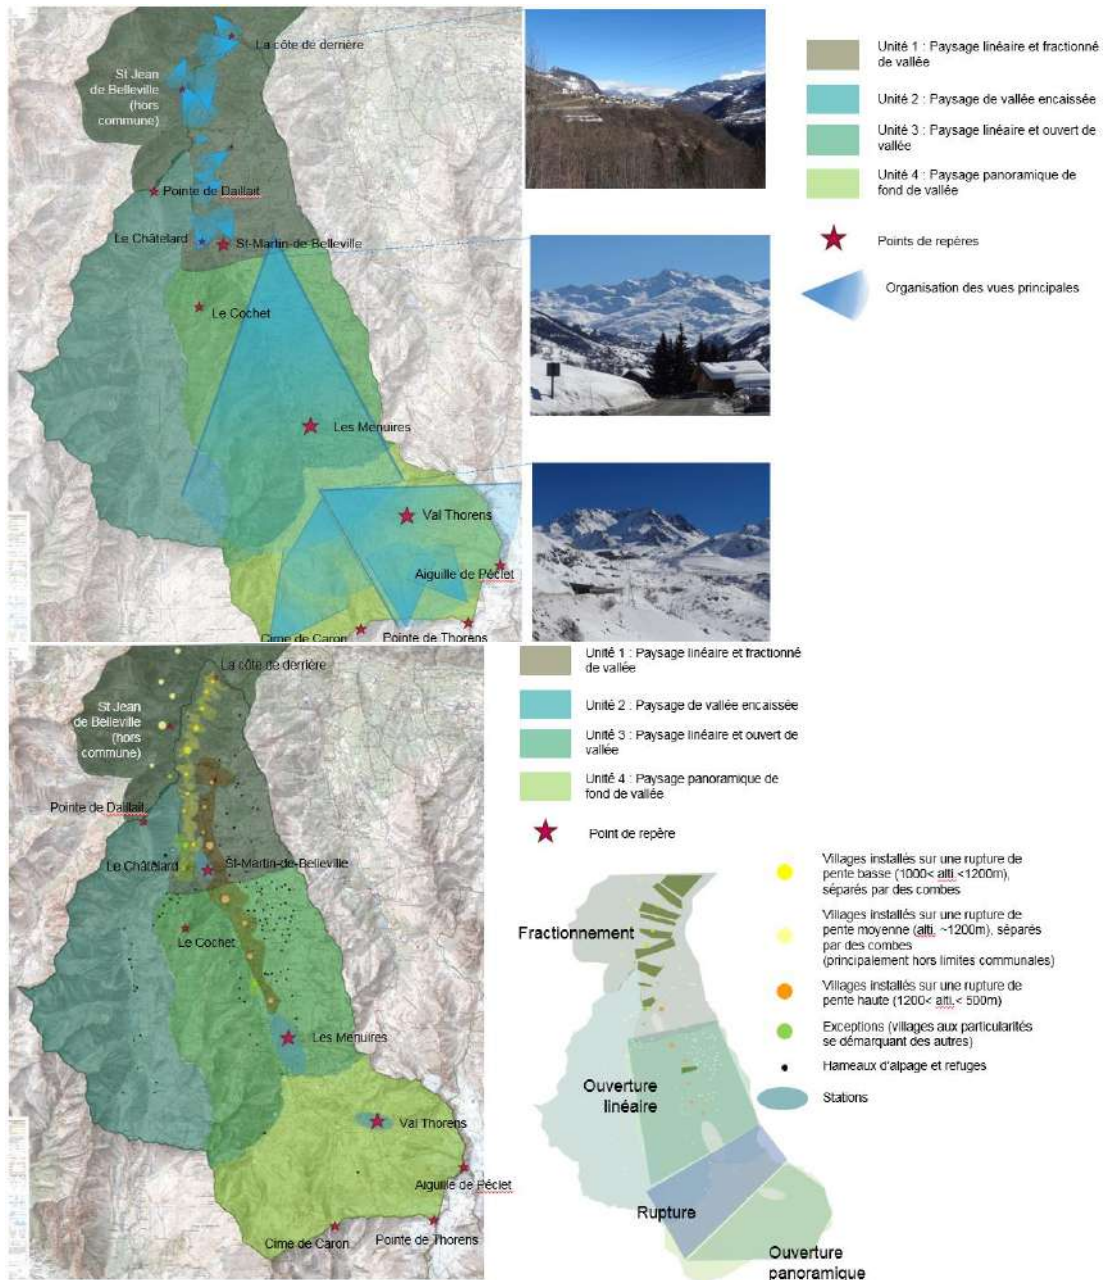 La côte de derrière
St Jean
de Belleville
(hors
commune)
Pointe de Daillait
Le Châtelard
St-Martin-de-Belleville
Le Cochet
Les Menuires
Val Thorens
Aiguille de Péclet
Cime de Caron
Pointe de Thorens
Unité 1 : Paysage linéaire et fractionné
de vallée
Unité 2 : Paysage de vallée encaissée
Unité 3 : Paysage linéaire et ouvert de
vallée
Unité 4 : Paysage panoramique de
fond de vallée
Points de repères
Organisation des vues principales
La côte de derrière
St Jean
de Belleville
(hors
commune)
Pointe de Daillait
Le Châtelard
St-Martin-de-Belleville
Le Cochet
Les Menuires
Val Thorens
Aiguille de Péclet
Cime de Caron
Pointe de Thorens
Unité 1 : Paysage linéaire et fractionné
de vallée
Unité 2 : Paysage de vallée encaissée
Unité 3 : Paysage linéaire et ouvert de
vallée
Unité 4 : Paysage panoramique de
fond de vallée
Point de repère
Fractionnement
Ouverture
linéaire
Rupture
Ouverture
panoramique
Villages installés sur une rupture de
pente basse (1000< alti.<1200m),
séparés par des combes
Villages installés sur une rupture de
pente moyenne (alti. ~1200m), séparés
par des combes
(principalement hors limites communales)
Villages installés sur une rupture de
pente haute (1200< alti.< 500m)
Exceptions (villages aux particularités
se démarquant des autres)
Hameaux d'alpage et refuges
Stations